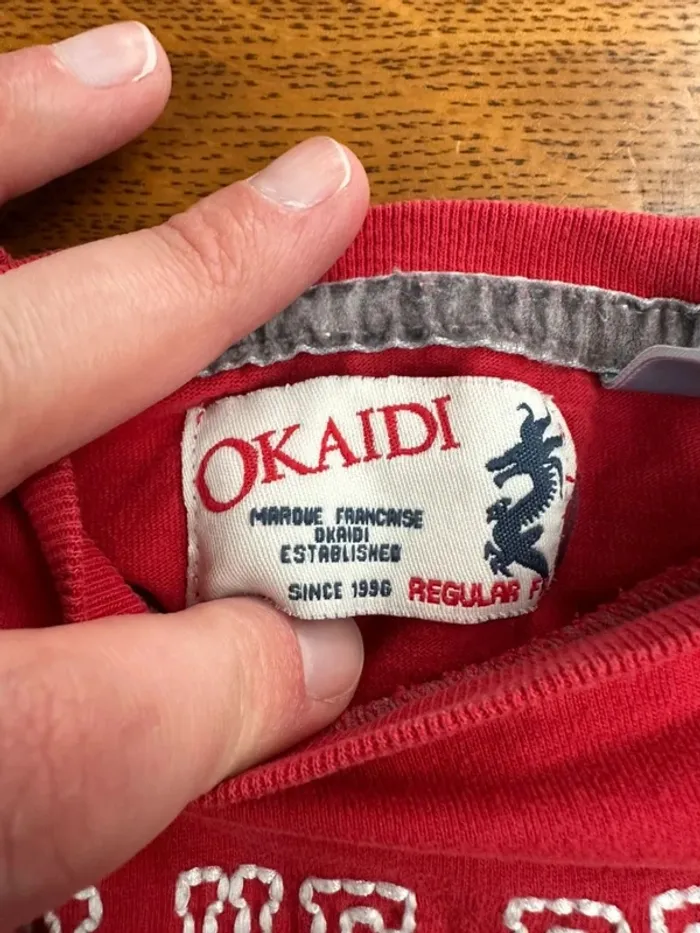 OKAIDI
MARQUE FRANCAISE
OKAIDI
ESTABLISHED
SINCE 1996 REGULAR F